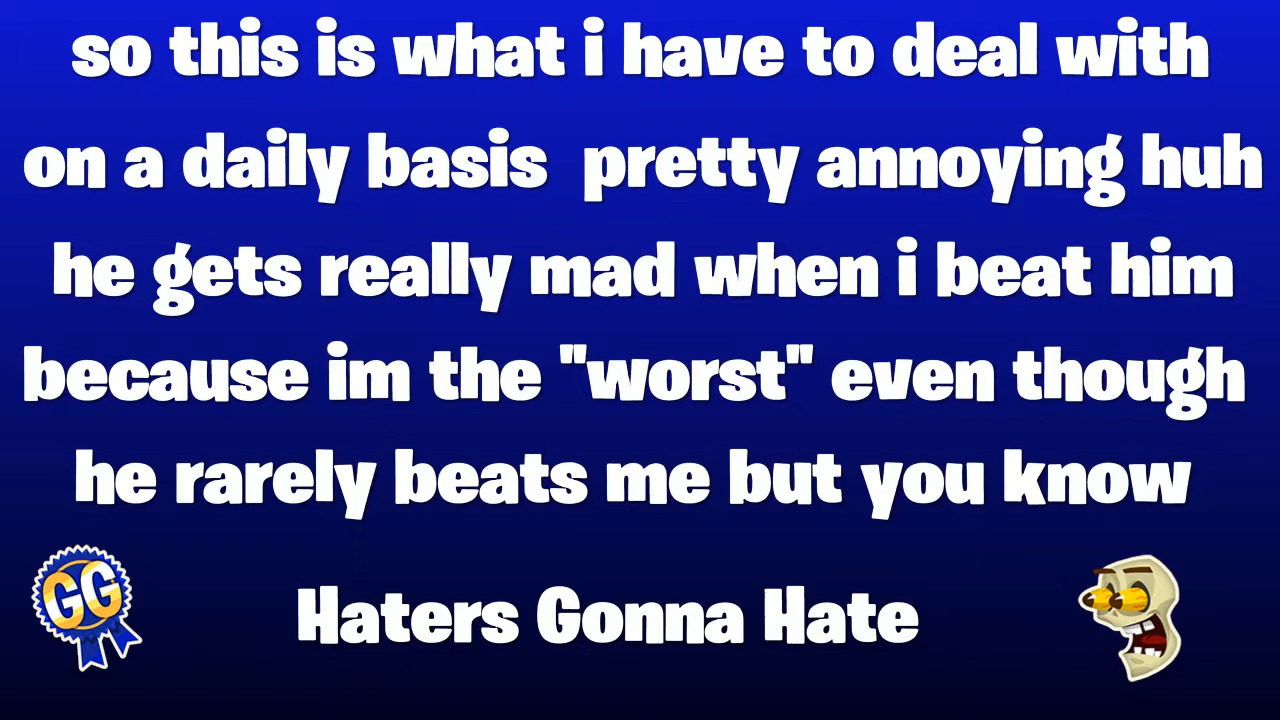 so this is what i have to deal with
on a daily basis  pretty annoying huh
he gets really mad when i beat him
because im the "worst" even though
he rarely beats me but you know
GG
Haters Gonna Hate